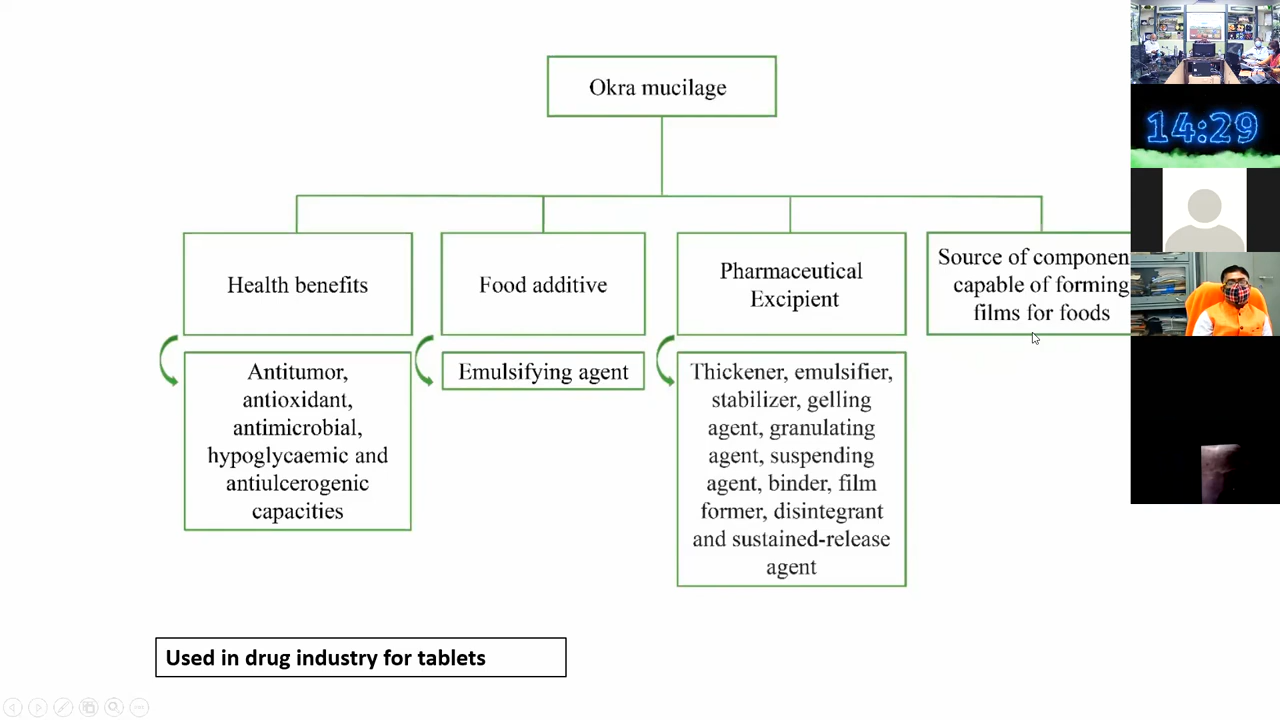 Okra mucilage
Health benefits
Food additive
Pharmaceutical
Excipient
Source of componen
capable of forming
films for foods
Antitumor,
antioxidant,
antimicrobial,
hypoglycaemic and
antiulcerogenic
capacities
Emulsifying agent
Thickener, emulsifier,
stabilizer, gelling
agent, granulating
agent, suspending
agent, binder, film
former, disintegrant
and sustained-release
agent
Used in drug industry for tablets
14:29